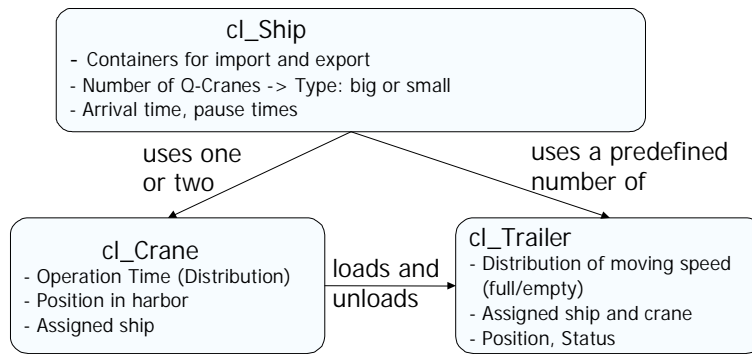 cl_Ship
- Containers for import and export
- Number of Q-Cranes -> Type: big or small
- Arrival time, pause times
uses one
or two
uses a predefined
number of
cl_Crane
- Operation Time (Distribution)
- Position in harbor
- Assigned ship
loads and
unloads
cl_Trailer
- Distribution of moving speed
(full/empty)
- Assigned ship and crane
- Position, Status